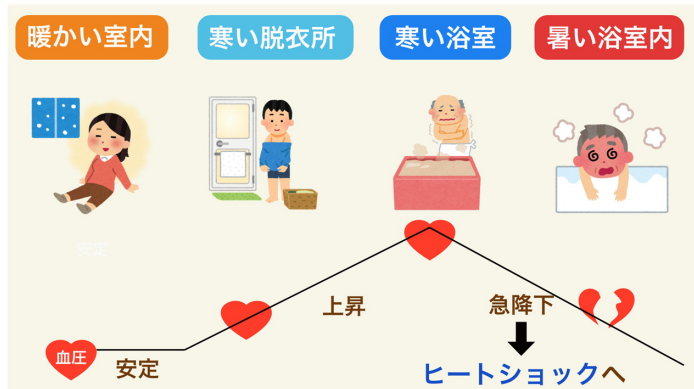 暖かい室内
寒い脱衣所
寒い浴室
暑い浴室内
安定
上昇
急降下
血圧
安定
ヒートショックへ